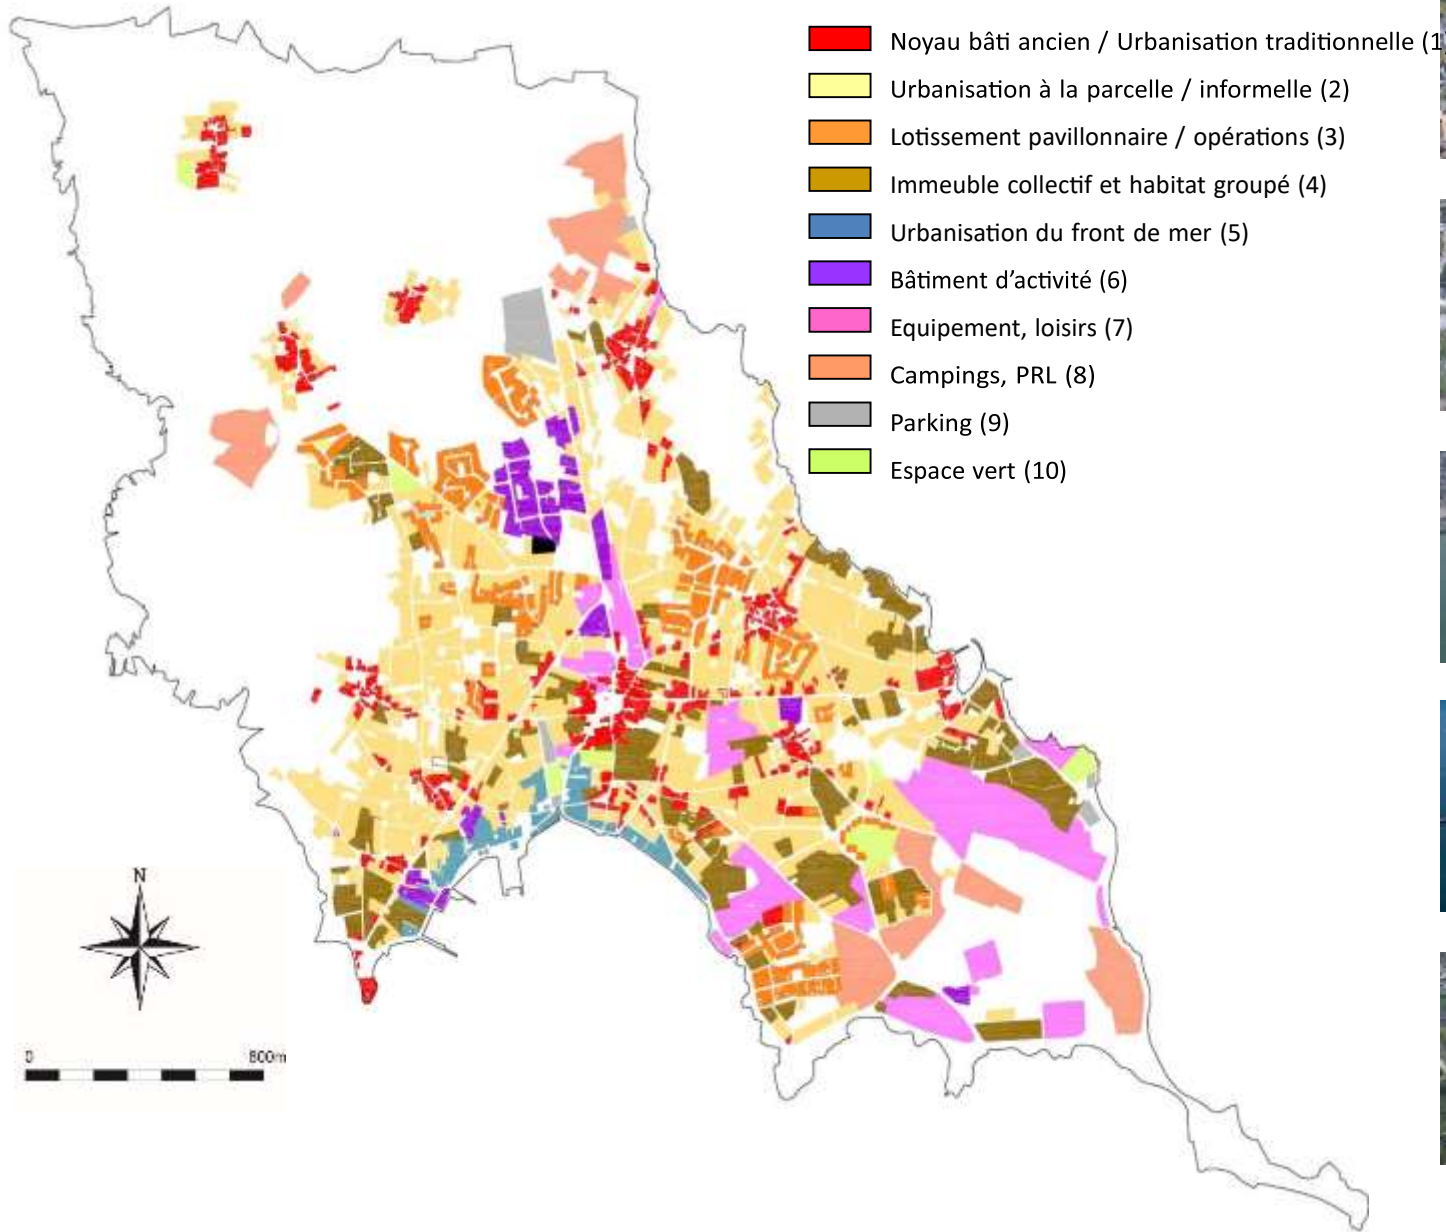 Noyau bâti ancien / Urbanisation traditionnelle (1
Urbanisation à la parcelle / informelle (2)
Lotissement pavillonnaire / opérations (3)
Immeuble collectif et habitat groupé (4)
Urbanisation du front de mer (5)
Bâtiment d’activité (6)
Equipement, loisirs (7)
Campings, PRL (8)
Parking (9)
Espace vert (10)
N
0 800m